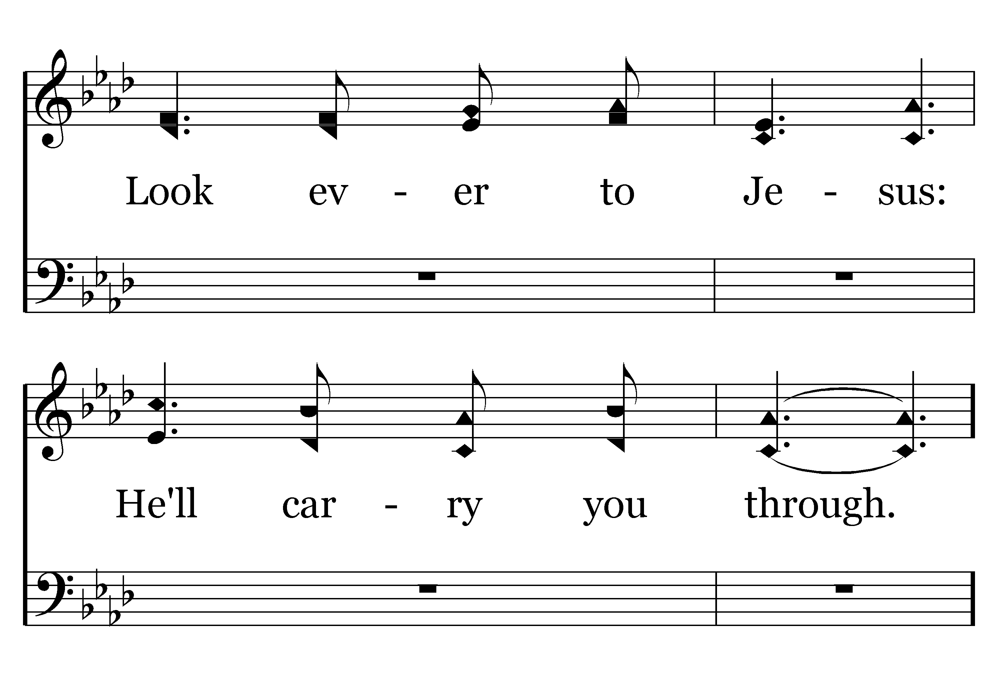 Look ev - er to Je - sus:
He'll car - ry you through.